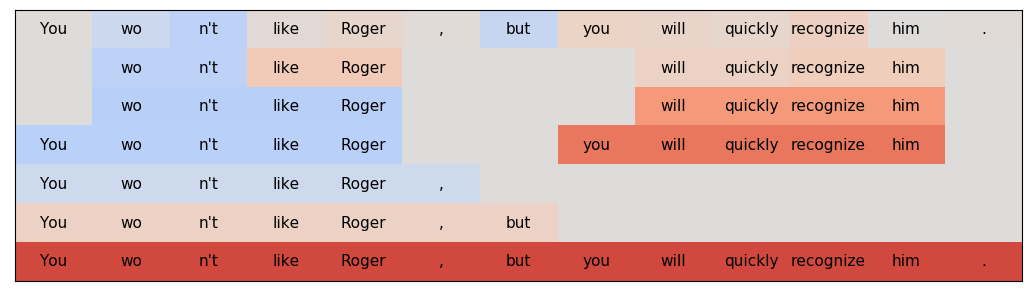 You wo n't like Roger , but you will quickly recognize him .
wo n't like Roger will quickly recognize him
wo n't like Roger will quickly recognize him
You wo n't like Roger you will quickly recognize him
You wo n't like Roger ,
You wo n't like Roger , but
You wo n't like Roger , but you will quickly recognize him .